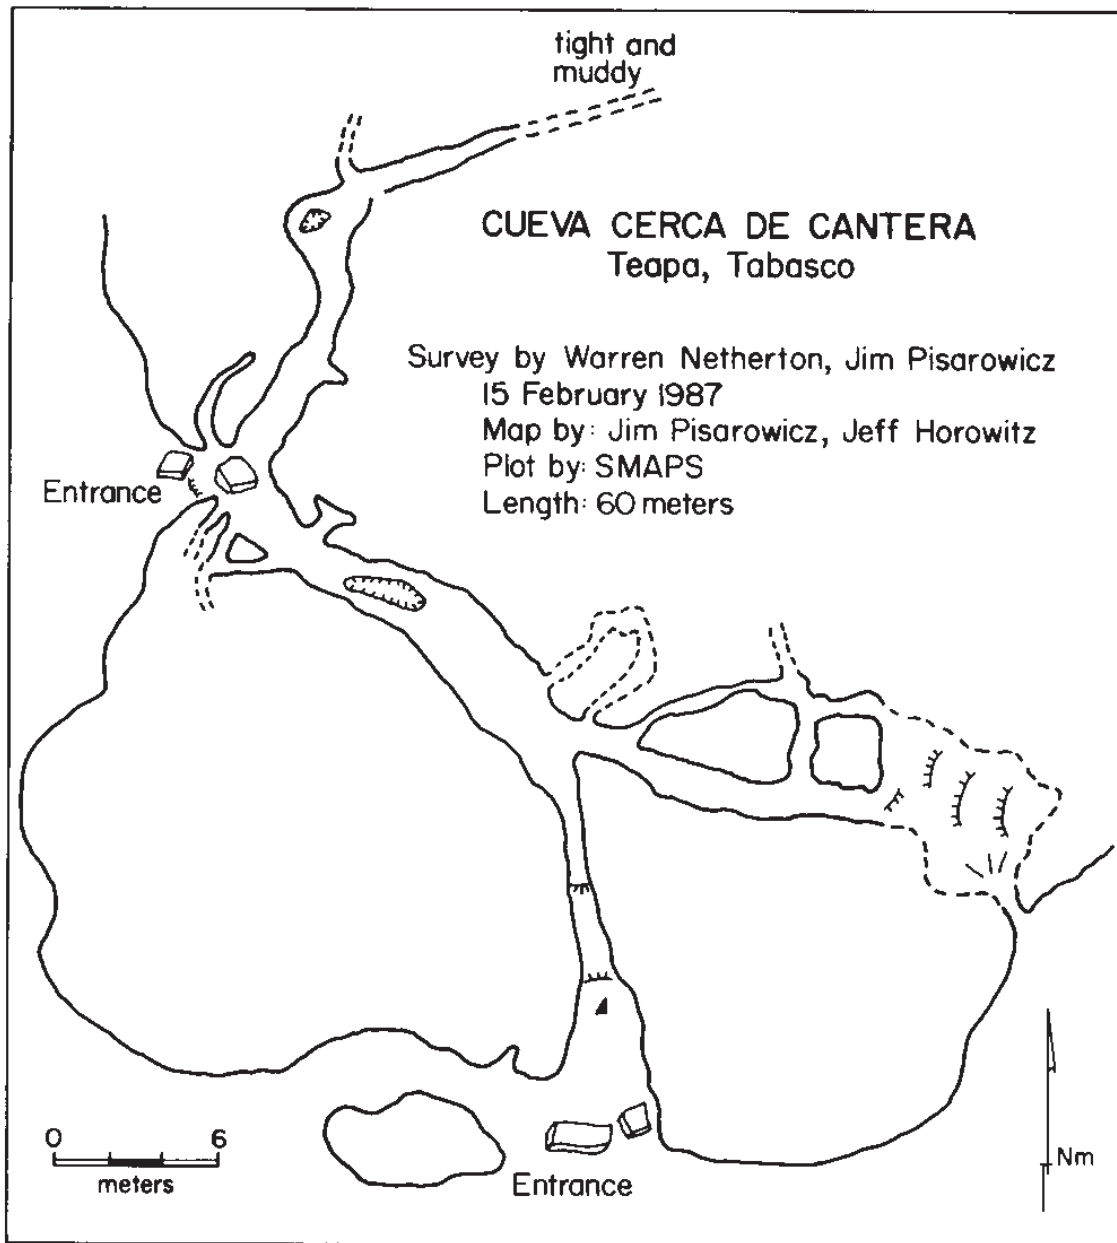 tight and
muddy
CUEVA CERCA DE CANTERA
Teapa, Tabasco
Survey by Warren Netherton, Jim Pisarowicz
15 February 1987
Map by: Jim Pisarowicz, Jeff Horowitz
Plot by: SMAPS
Length: 60 meters
Entrance
0 6
meters
Entrance
Nm